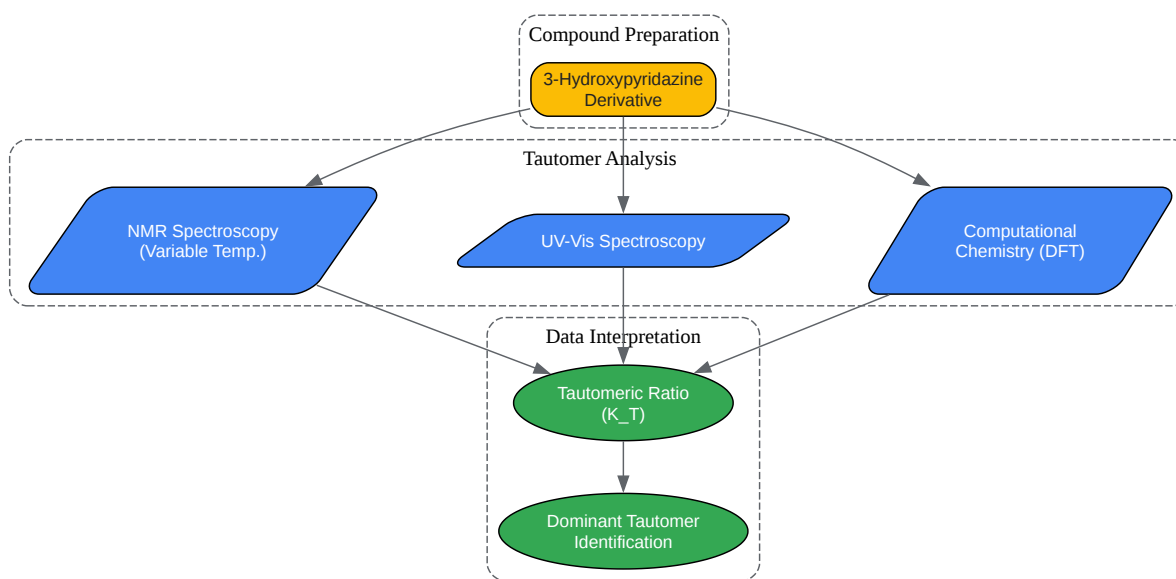 Compound Preparation
3-Hydroxypyridazine
Derivative
Tautomer Analysis
NMR Spectroscopy
(Variable Temp.)
UV-Vis Spectroscopy
Computational
Chemistry (DFT)
Data Interpretation
Tautomeric Ratio
(K_T)
Dominant Tautomer
Identification